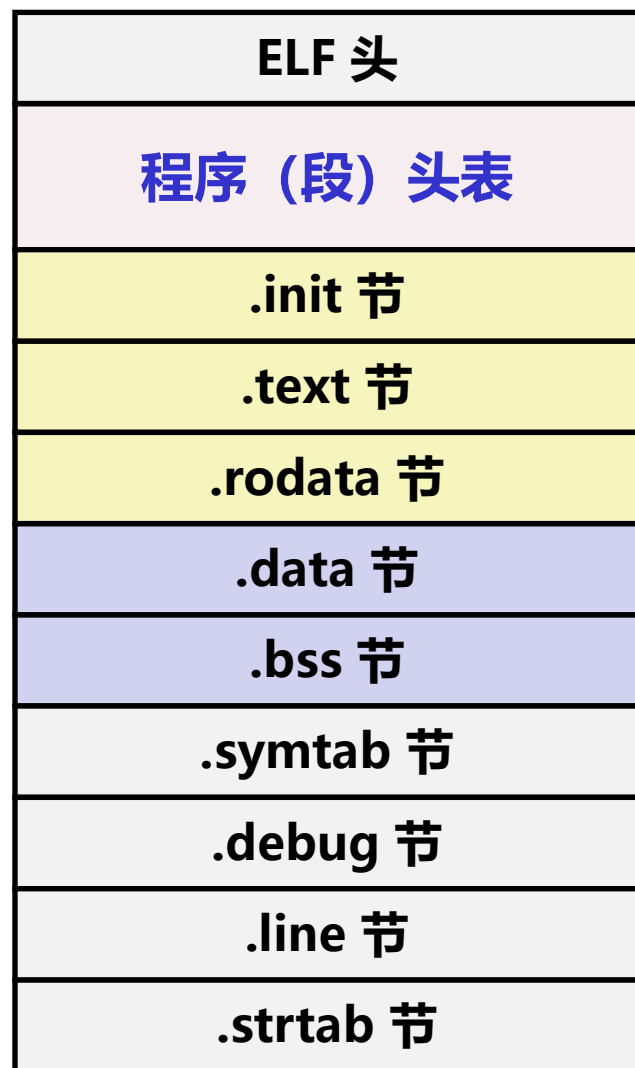 ELF 头
程序（段）头表
.init 节
.text 节
.rodata 节
.data 节
.bss 节
.symtab 节
.debug 节
.line 节
.strtab 节